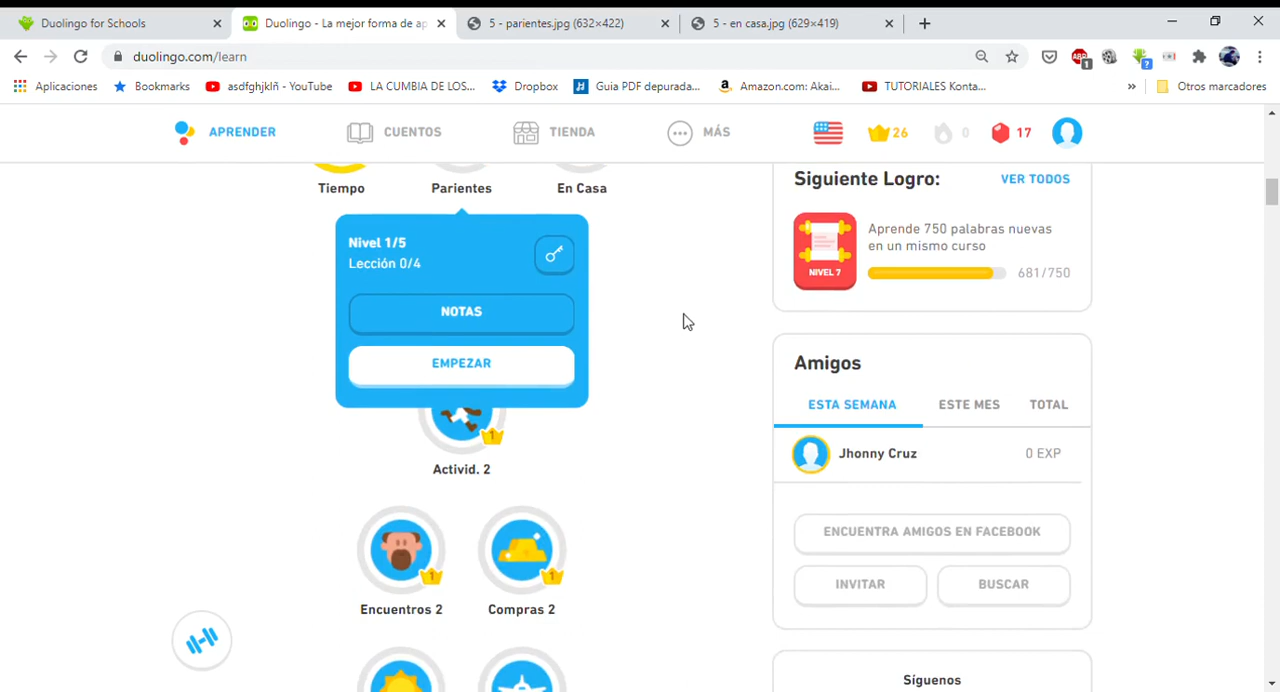 Duolingo for Schools
Duolingo - La mejor forma de ap
5 - parientes.jpg (632×422)
5 - en casa.jpg (629×419)
duolingo.com/learn
1
?
Aplicaciones
Bookmarks
asdfghjklñ - YouTube
LA CUMBIA DE LOS...
Dropbox
Guia PDF depurada...
Amazon.com: Akai...
TUTORIALES Konta...
»
Otros marcadores
APRENDER
CUENTOS
TIENDA
MÁS
26
0
17
Tiempo
Parientes
En Casa
Nivel 1/5
Lección 0/4
NOTAS
EMPEZAR
1
Activid. 2
1
Encuentros 2
1
Compras 2
Siguiente Logro:
VER TODOS
NIVEL 7
Aprende 750 palabras nuevas
en un mismo curso
681/750
Amigos
ESTA SEMANA
ESTE MES
TOTAL
Jhonny Cruz
0 EXP
ENCUENTRA AMIGOS EN FACEBOOK
INVITAR
BUSCAR
Síguenos